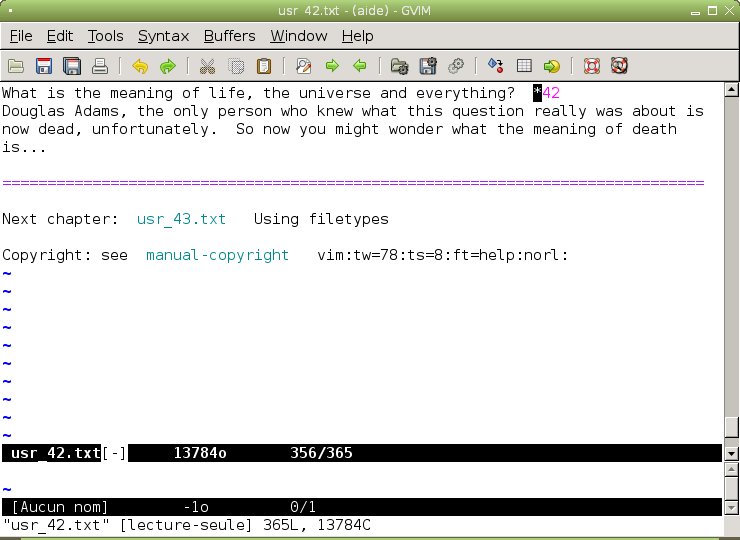 usr_42.txt - (aide) - GVIM
File Edit Tools Syntax Buffers Window Help
What is the meaning of life, the universe and everything? *42
Douglas Adams, the only person who knew what this question really was about is
now dead, unfortunately. So now you might wonder what the meaning of death
is...
==============================================================================
Next chapter: usr_43.txt Using filetypes
Copyright: see manual-copyright vim:tw=78:ts=8:ft=help:norl:
~
~
~
~
~
~
~
~
~
~
usr_42.txt[-] 13784o 356/365
~
[Aucun nom] -1o 0/1
"usr_42.txt" [lecture-seule] 365L, 13784C